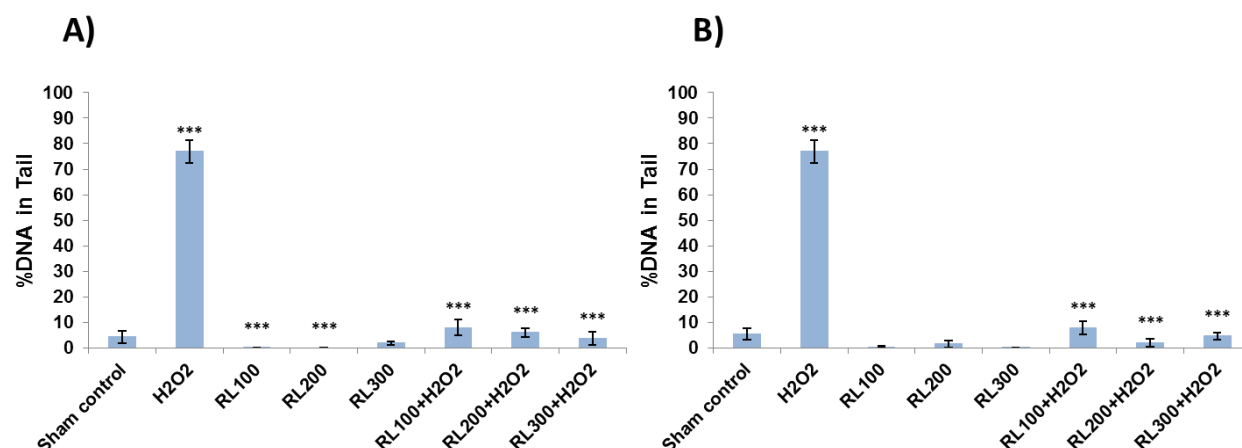 A)
B)
%DNA in Tail
100
90
80
70
60
50
40
30
20
10
0
***
***
***
***
***
***
Sham control
H2O2
RL100
RL200
RL300
RL100+H2O2
RL200+H2O2
RL300+H2O2
%DNA in Tail
100
90
80
70
60
50
40
30
20
10
0
***
***
***
***
Sham control
H2O2
RL100
RL200
RL300
RL100+H2O2
RL200+H2O2
RL300+H2O2